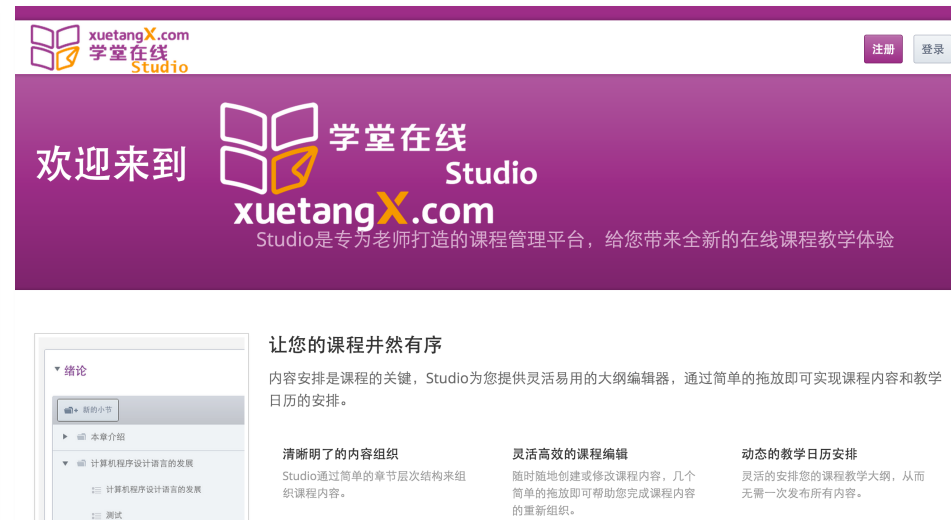 xuetangX.com
学堂在线
Studio
注册
登录
欢迎来到
学堂在线
Studio
xuetangX.com
Studio是专为老师打造的课程管理平台，给您带来全新的在线课程教学体验
绪论
新的小节
本章介绍
计算机程序设计语言的发展
计算机程序设计语言的发展
测试
让您的课程井然有序
内容安排是课程的关键，Studio为您提供灵活易用的大纲编辑器，通过简单的拖放即可实现课程内容和教学
日历的安排。
清晰明了的内容组织
Studio通过简单的章节层次结构来组
织课程内容。
灵活高效的课程编辑
随时随地创建或修改课程内容，几个
简单的拖放即可帮助您完成课程内容
的重新组织。
动态的教学日历安排
灵活的安排您的课程教学大纲，从而
无需一次发布所有内容。